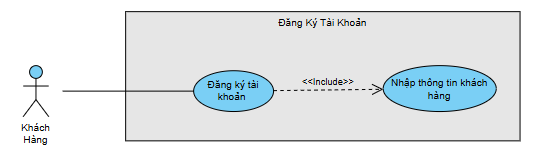 Đăng Ký Tài Khoản
Khách
Hàng
Đăng ký tài
khoản
<<Include>>
Nhập thông tin khách
hàng